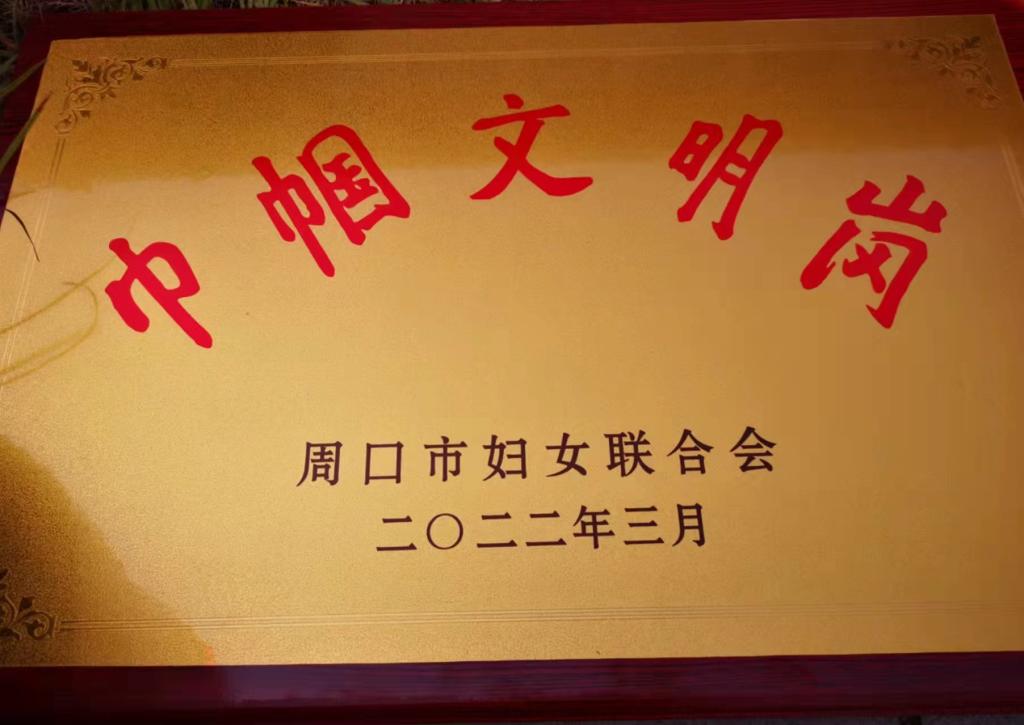 巾帼文明岗
周口市妇女联合会
二〇二二年三月